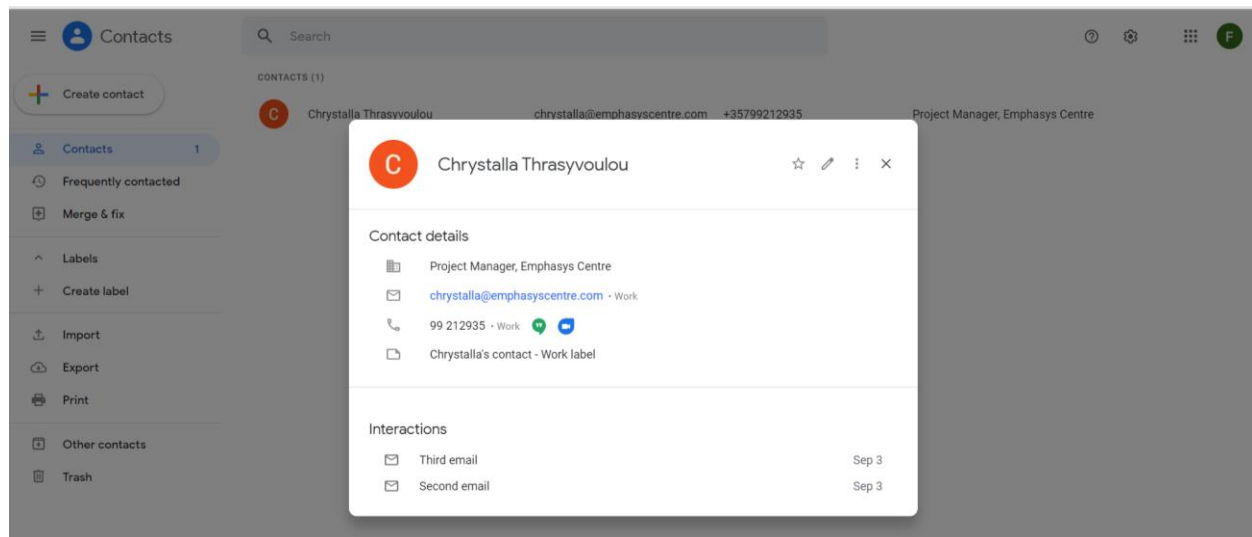 Contacts
Search
F
Create contact
CONTACTS (1)
C Chrystalla Thrasyvoulou chrystalla@emphasyscentre.com +35799212935 Project Manager, Emphasys Centre
Contacts 1
Frequently contacted
Merge & fix
Labels
Create label
Import
Export
Print
Other contacts
Trash
C Chrystalla Thrasyvoulou
Contact details
Project Manager, Emphasys Centre
chrystalla@emphasyscentre.com · Work
99 212935 · Work
Chrystalla's contact - Work label
Interactions
Third email Sep 3
Second email Sep 3